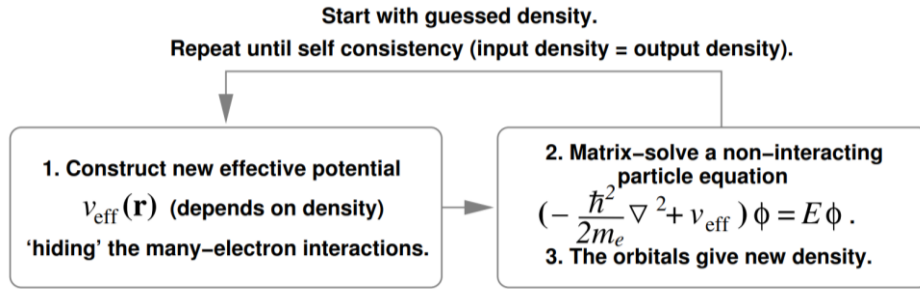 Start with guessed density.
Repeat until self consistency (input density = output density).
1. Construct new effective potential
v_eff(r) (depends on density)
‘hiding’ the many−electron interactions.
2. Matrix−solve a non−interacting
particle equation
(−ħ²/2mₑ ∇² + v_eff) ϕ = E ϕ .
3. The orbitals give new density.